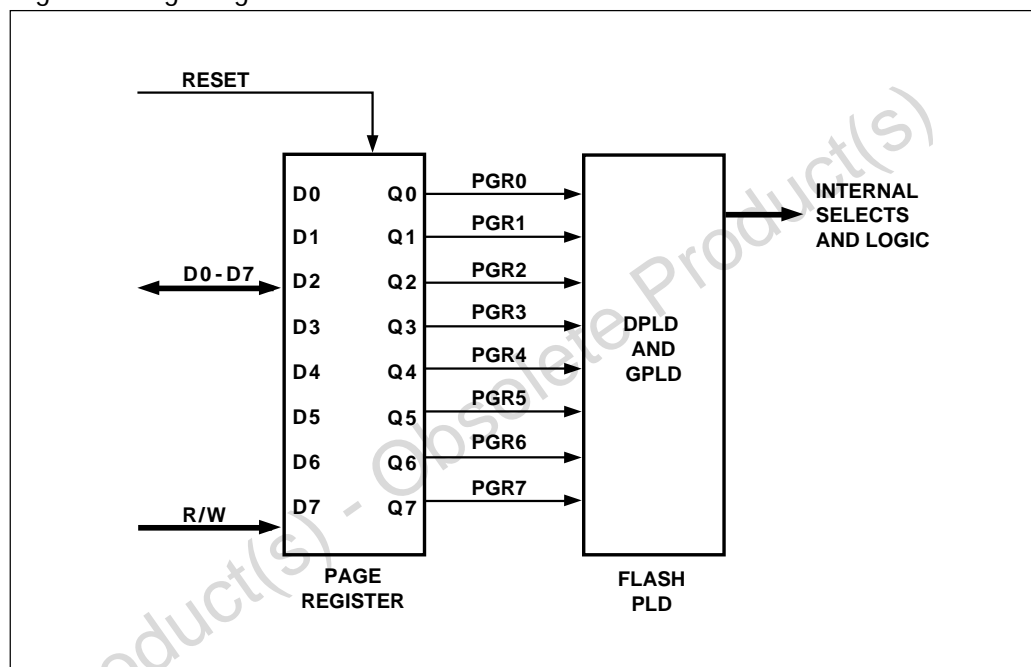 RESET
D0 Q0 PGR0
D1 Q1 PGR1
D0-D7 D2 Q2 PGR2
D3 Q3 PGR3
D4 Q4 PGR4
D5 Q5 PGR5
D6 Q6 PGR6
R/W D7 Q7 PGR7
PAGE
REGISTER
DPLD
AND
GPLD
FLASH
PLD
INTERNAL
SELECTS
AND LOGIC
Product(s) - Obsolete Product(s)